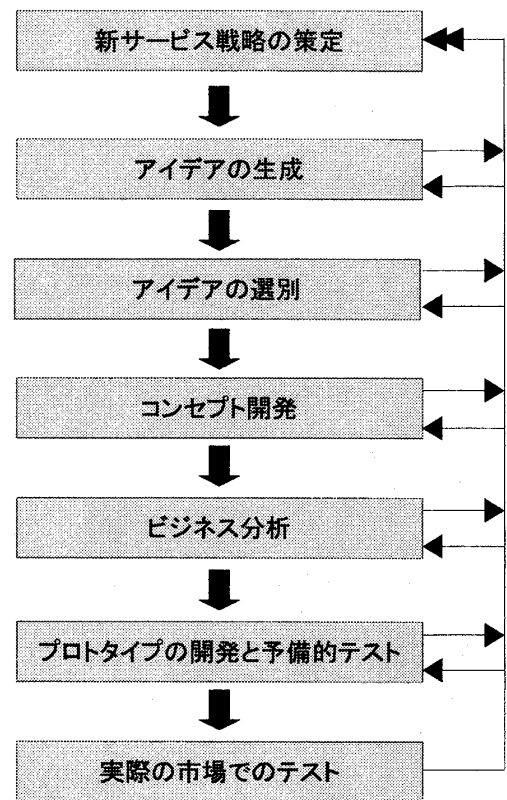 新サービス戦略の策定
アイデアの生成
アイデアの選別
コンセプト開発
ビジネス分析
プロトタイプの開発と予備的テスト
実際の市場でのテスト